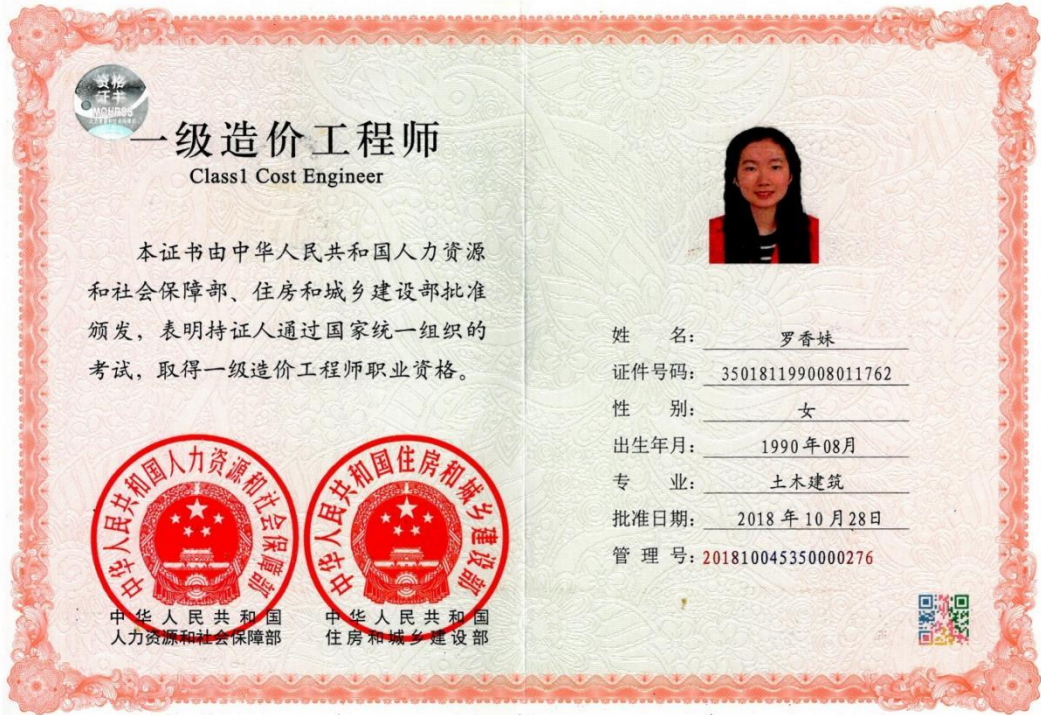 资格
证书
MOHRSS
一级造价工程师
Class1 Cost Engineer
本证书由中华人民共和国人力资源
和社会保障部、住房和城乡建设部批准
颁发，表明持证人通过国家统一组织的
考试，取得一级造价工程师职业资格。
中华人民共和国人力资源和社会保障部
中华人民共和国住房和城乡建设部
中华人民共和国
人力资源和社会保障部
中华人民共和国
住房和城乡建设部
姓 名： 罗香妹
证件号码： 350181199008011762
性 别： 女
出生年月： 1990年08月
专 业： 土木建筑
批准日期： 2018年10月28日
管 理 号：201810045350000276